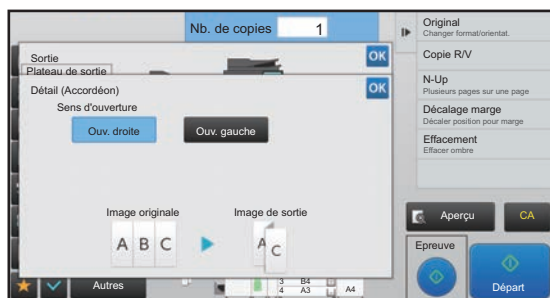 Nb. de copies 1
Sortie
OK
Plateau de sortie
Détail (Accordéon)
OK
Sens d'ouverture
Ouv. droite
Ouv. gauche
Image originale
Image de sortie
A B C
A C
Autres
3 B4
4 A3
A4
Original
Changer format/orientat.
Copie R/V
N-Up
Plusieurs pages sur une page
Décalage marge
Décaler position pour marge
Effacement
Effacer ombre
Aperçu
CA
Epreuve
Départ